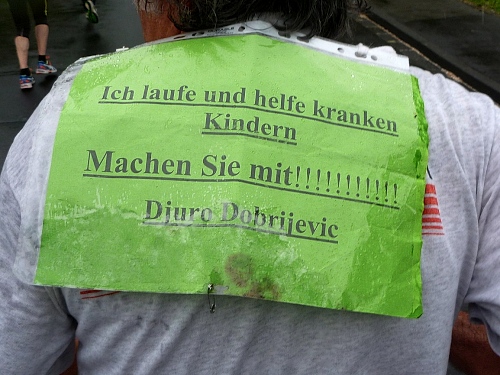 Ich laufe und helfe kranken
Kindern
Machen Sie mit!!!!!!!!!!!
Djuro Dobrijevic